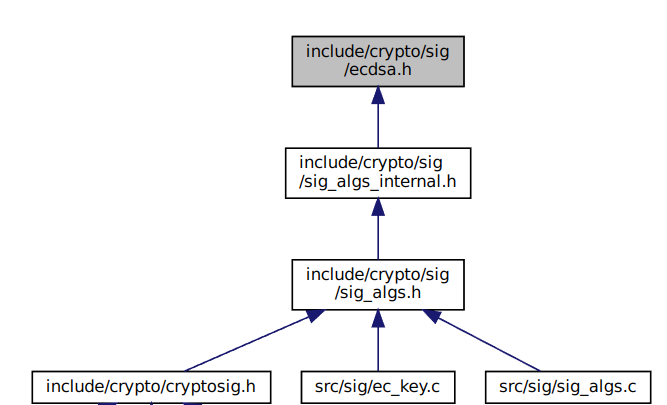 include/crypto/sig
/ecdsa.h
include/crypto/sig
/sig_algs_internal.h
include/crypto/sig
/sig_algs.h
include/crypto/cryptosig.h
src/sig/ec_key.c
src/sig/sig_algs.c